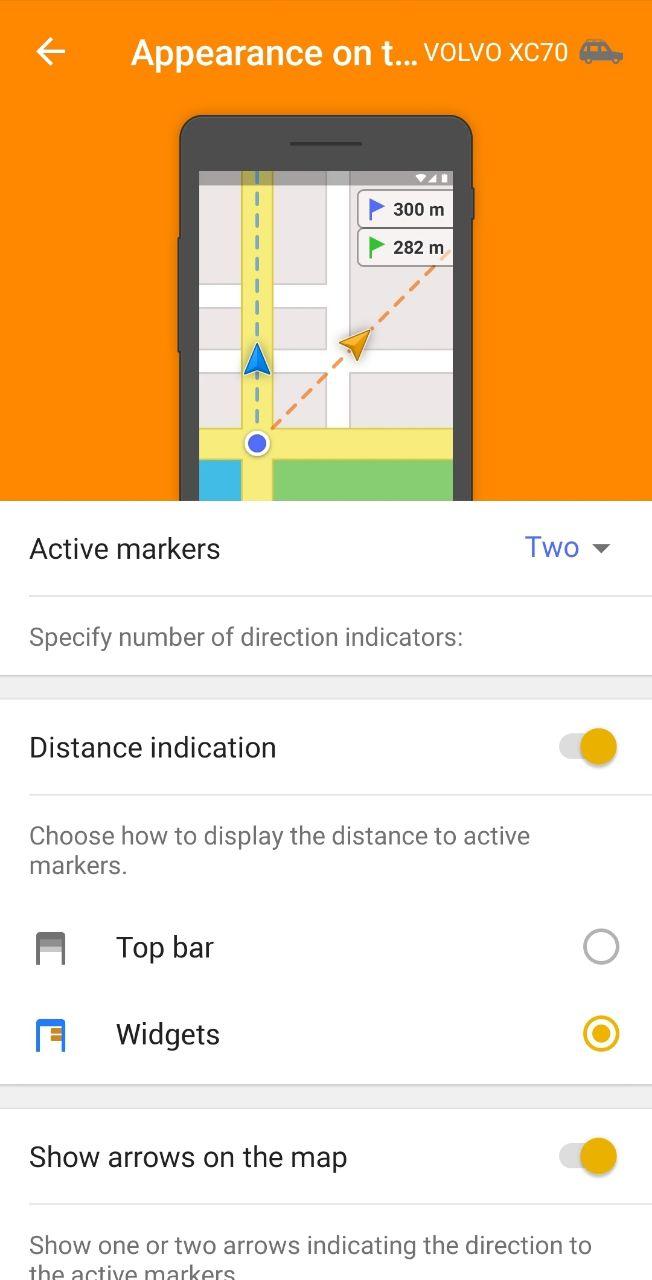 Appearance on t... VOLVO XC70
300 m
282 m
Active markers Two
Specify number of direction indicators:
Distance indication
Choose how to display the distance to active
markers.
Top bar
Widgets
Show arrows on the map
Show one or two arrows indicating the direction to
the active markers